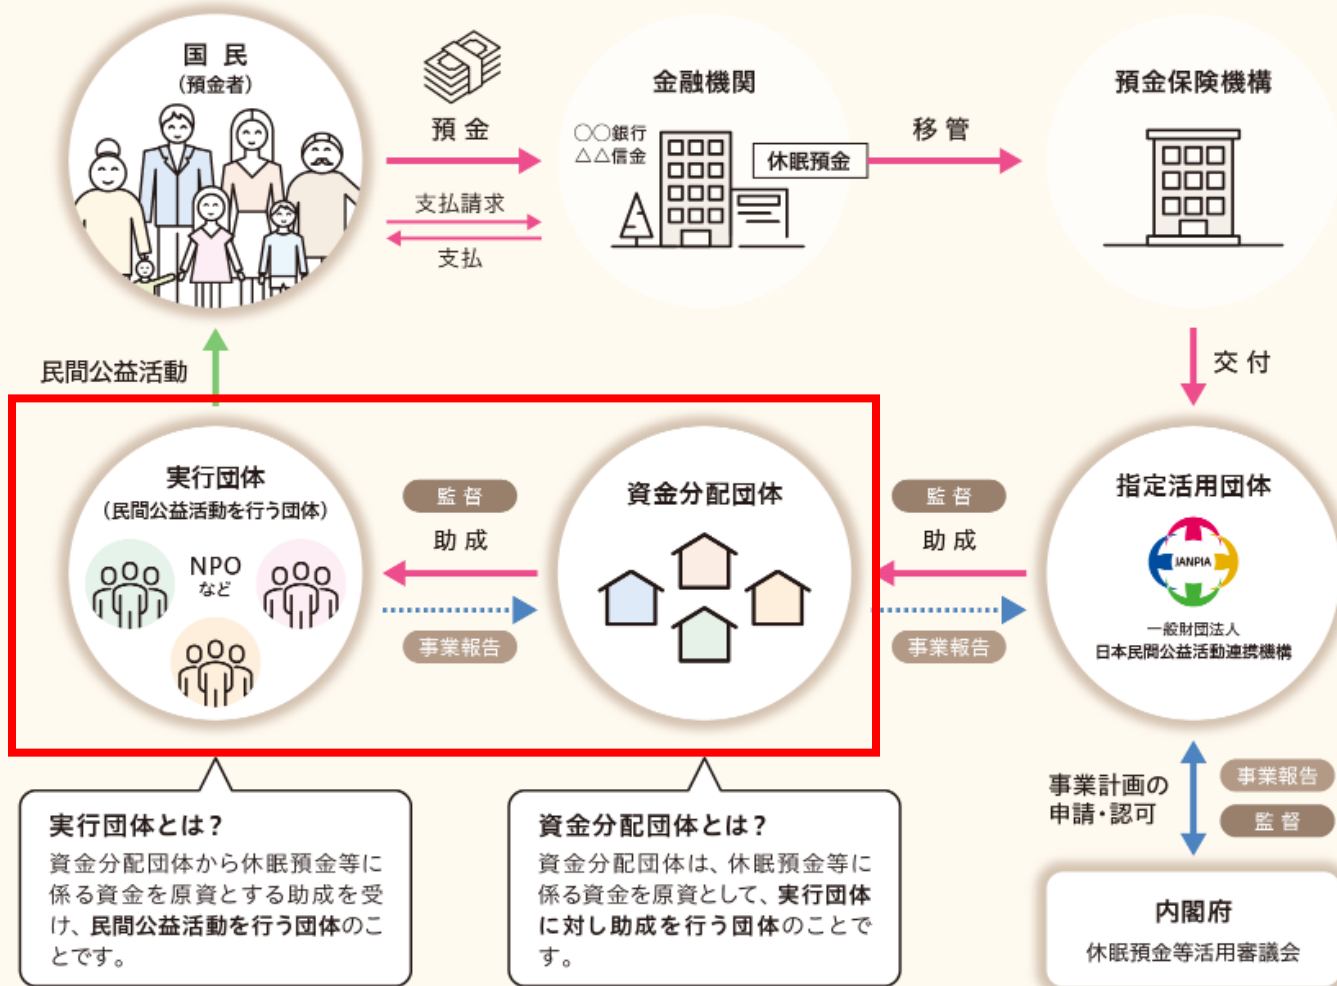 国民
(預金者)
預金
支払請求
支払
金融機関
〇〇銀行
△△信金
休眠預金
移管
預金保険機構
交付
民間公益活動
実行団体
(民間公益活動を行う団体)
NPO
など
監督
助成
事業報告
資金分配団体
監督
助成
事業報告
指定活用団体
JANPIA
一般財団法人
日本民間公益活動連携機構
実行団体とは?
資金分配団体から休眠預金等に
係る資金を原資とする助成を受
け、民間公益活動を行う団体のこ
とです。
資金分配団体とは?
資金分配団体は、休眠預金等に
係る資金を原資として、実行団体
に対し助成を行う団体のことで
す。
事業計画の
申請・認可
事業報告
監督
内閣府
休眠預金等活用審議会